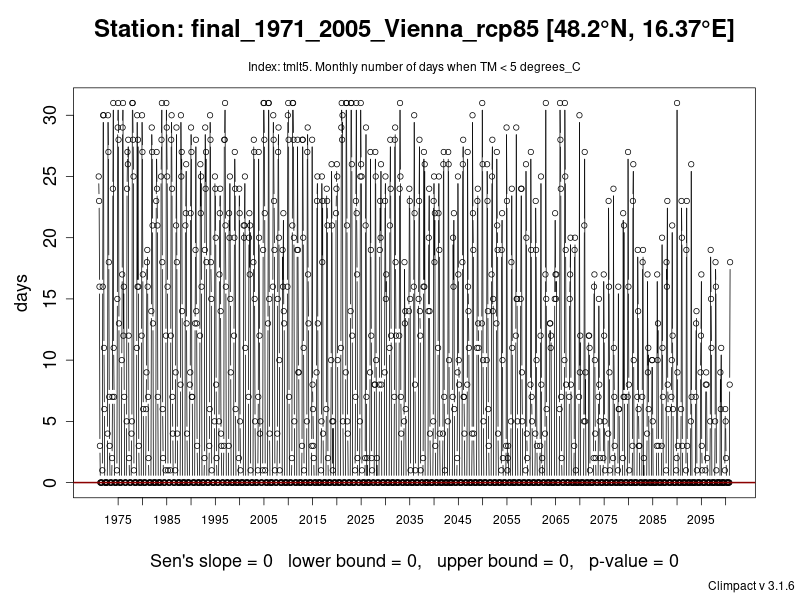 Station: final_1971_2005_Vienna_rcp85 [48.2°N, 16.37°E]
Index: tmlt5. Monthly number of days when TM < 5 degrees_C
30
25
20
15
10
5
0
days
1975 1985 1995 2005 2015 2025 2035 2045 2055 2065 2075 2085 2095
Sen's slope = 0 lower bound = 0, upper bound = 0, p-value = 0
Climpact v 3.1.6